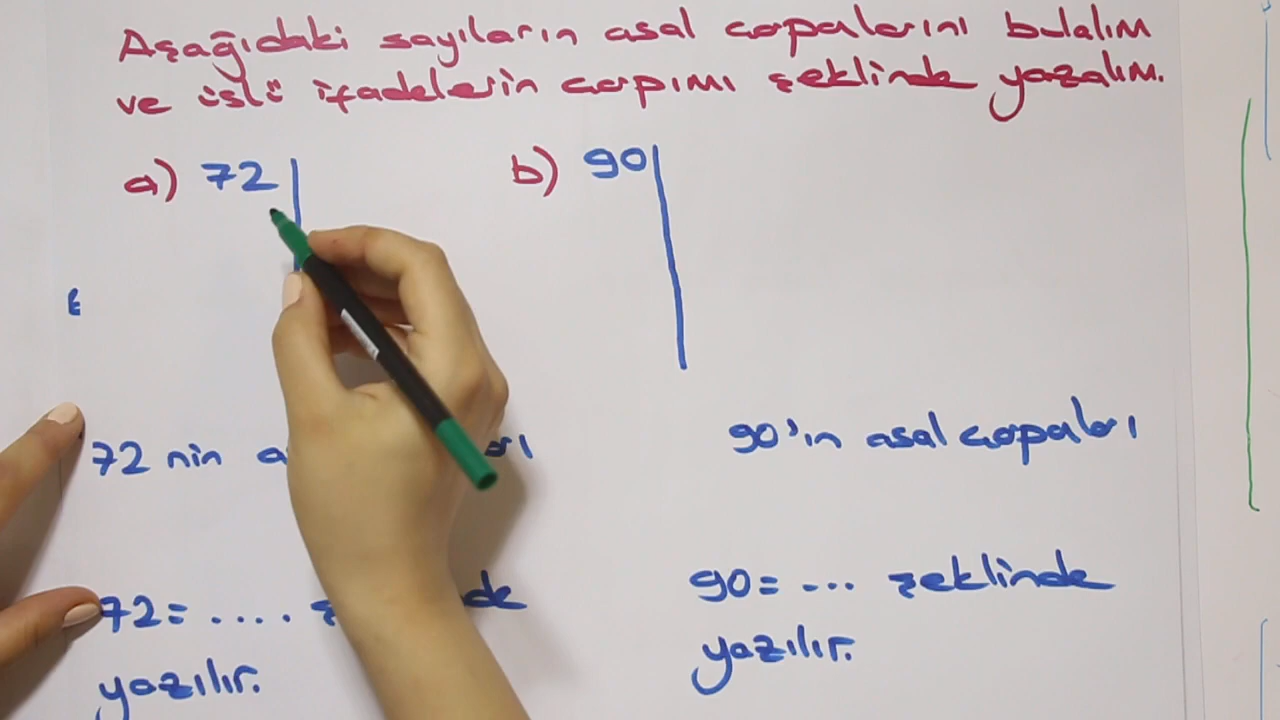 Aşağıdaki sayıların asal çarpanlarını bulalım
ve üslü ifadelerin çarpımı şeklinde yazalım.
a) 72
b) 90
72 nin
90'ın asal çarpanları
72= ....
yazılır.
90= ... şeklinde
yazılır.